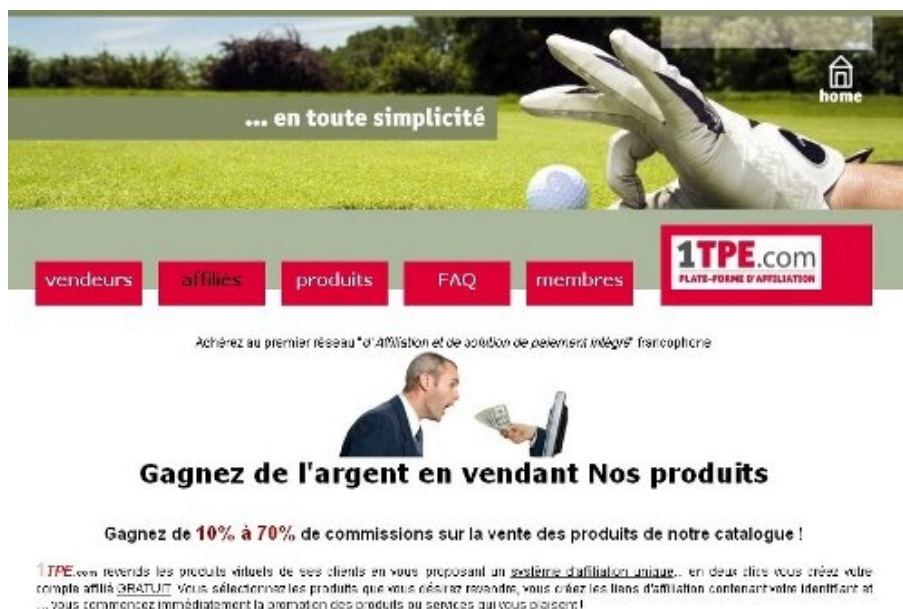 home
... en toute simplicité
1TPE.com
PLATE-FORME D'AFFILIATION
vendeurs affiliés produits FAQ membres
Adhérez au premier réseau "d'Affiliation et de solution de paiement intégré" francophone
Gagnez de l'argent en vendant Nos produits
Gagnez de 10% à 70% de commissions sur la vente des produits de notre catalogue !
1TPE.com revends les produits virtuels de ses clients en vous proposant un système d'affiliation unique... en deux clics vous créez votre
compte affilié GRATUIT. Vous sélectionnez les produits que vous désirez revendre, vous créez les liens d'affiliation contenant votre identifiant et
... vous commencez immédiatement la promotion des produits ou services qui vous plaisent !